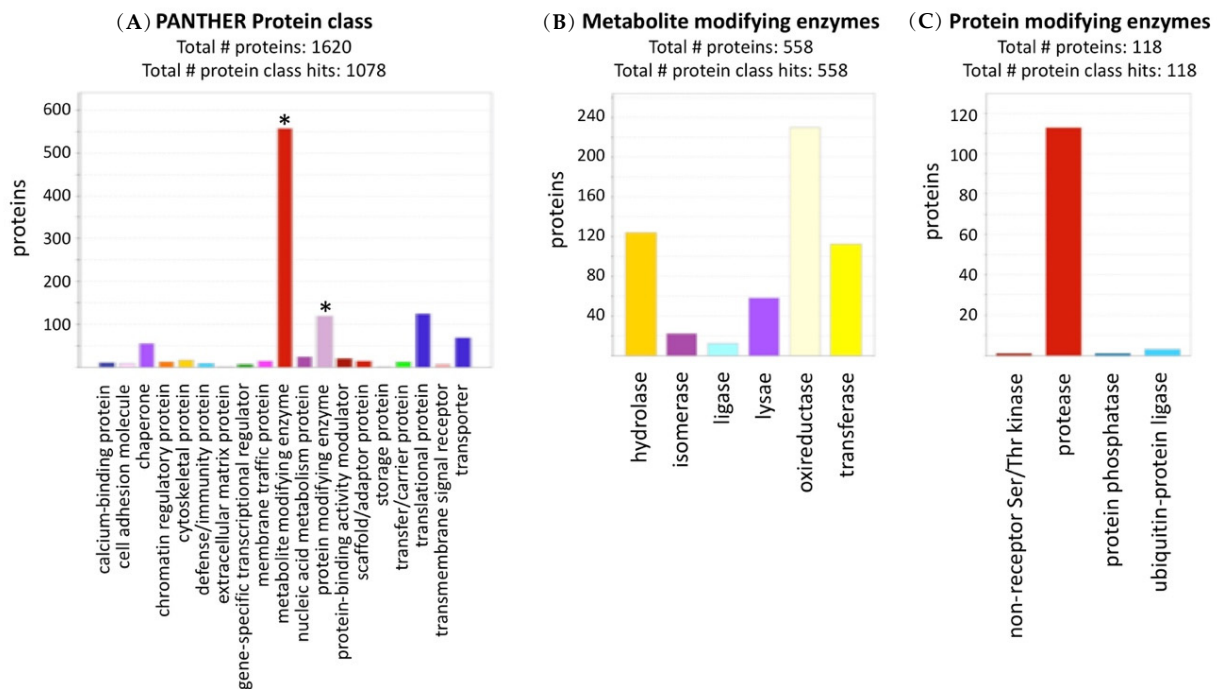 (A) PANTHER Protein class
Total # proteins: 1620
Total # protein class hits: 1078
proteins
600
500
400
300
200
100
*
*
calcium-binding protein
cell adhesion molecule
chaperone
chromatin regulatory protein
cytoskeletal protein
defense/immunity protein
extracellular matrix protein
gene-specific transcriptional regulator
membrane traffic protein
metabolite modifying enzyme
nucleic acid metabolism protein
protein modifying enzyme
protein-binding activity modulator
scaffold/adaptor protein
storage protein
transfer/carrier protein
translational protein
transmembrane signal receptor
transporter
(B) Metabolite modifying enzymes
Total # proteins: 558
Total # protein class hits: 558
proteins
240
200
160
120
80
40
hydrolase
isomerase
ligase
lysae
oxireductase
transferase
(C) Protein modifying enzymes
Total # proteins: 118
Total # protein class hits: 118
proteins
120
100
80
60
40
20
non-receptor Ser/Thr kinase
protease
protein phosphatase
ubiquitin-protein ligase